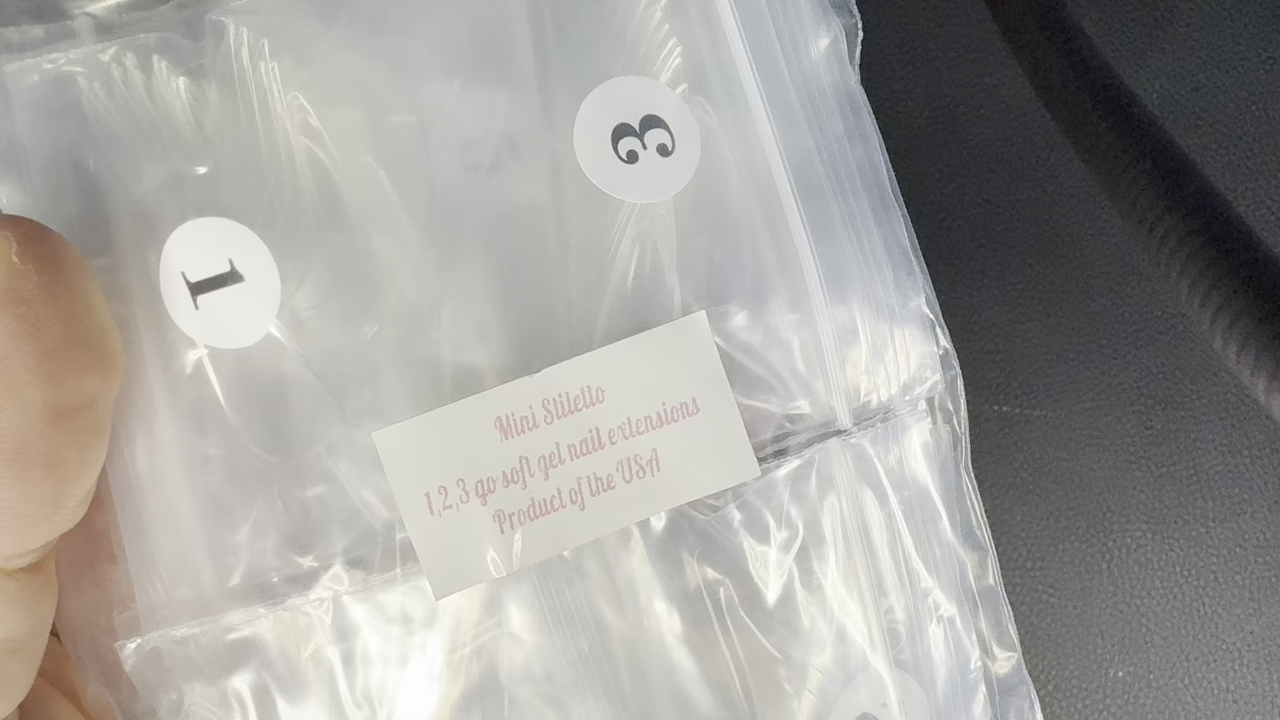 3
1
Mini Stiletto
1,2,3 go soft gel nail extensions
Product of the USA